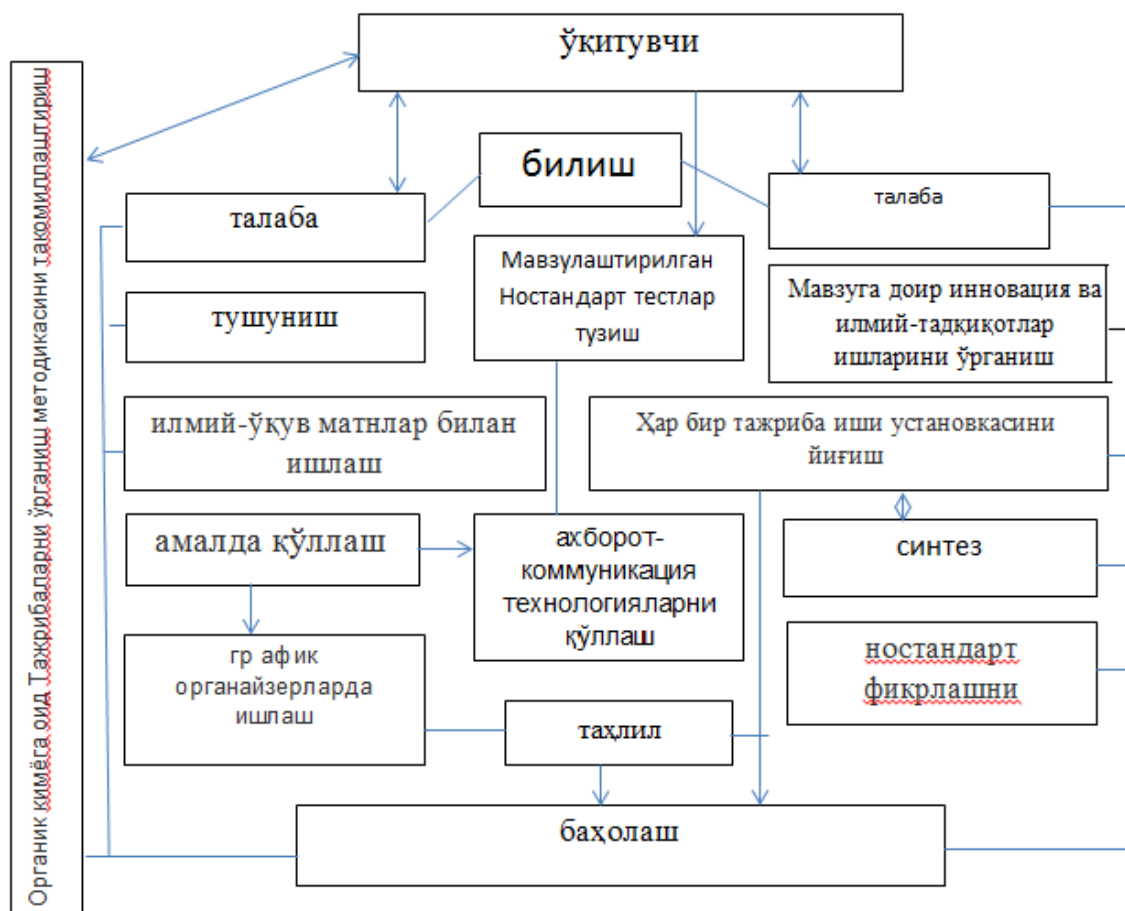 ўқитувчи
Органик кимёга оид Тажрибаларни ўрганиш методикасини такомиллаштириш
билиш
талаба
талаба
Мавзулаштирилган
Ностандарт тестлар
тузиш
Мавзуга доир инновация ва
илмий-тадқиқотлар
ишларини ўрганиш
тушуниш
илмий-ўқув матнлар билан
ишлаш
Ҳар бир тажриба иши установкасини
йиғиш
амалда қўллаш
ахборот-
коммуникация
технологияларни
қўллаш
синтез
гр афик
органайзерларда
ишлаш
ностандарт
фикрлашни
таҳлил
баҳолаш